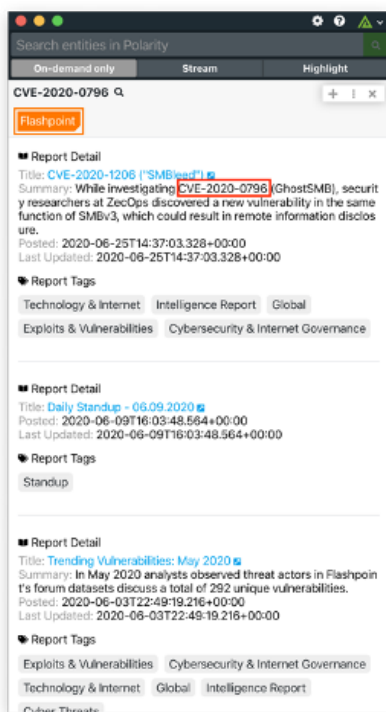 Search entities in Polarity
On-demand only Stream Highlight
CVE-2020-0796
Flashpoint
Report Detail
Title: CVE-2020-1206 ("SMBleed")
Summary: While investigating CVE-2020-0796 (GhostSMB), securit
y researchers at ZecOps discovered a new vulnerability in the same
function of SMBv3, which could result in remote information disclos
ure.
Posted: 2020-06-25T14:37:03.328+00:00
Last Updated: 2020-06-25T14:37:03.328+00:00
Report Tags
Technology & Internet Intelligence Report Global
Exploits & Vulnerabilities Cybersecurity & Internet Governance
Report Detail
Title: Daily Standup - 06.09.2020
Posted: 2020-06-09T16:03:48.564+00:00
Last Updated: 2020-06-09T16:03:48.564+00:00
Report Tags
Standup
Report Detail
Title: Trending Vulnerabilities: May 2020
Summary: In May 2020 analysts observed threat actors in Flashpoin
t's forum datasets discuss a total of 292 unique vulnerabilities.
Posted: 2020-06-03T22:49:19.216+00:00
Last Updated: 2020-06-03T22:49:19.216+00:00
Report Tags
Exploits & Vulnerabilities Cybersecurity & Internet Governance
Technology & Internet Global Intelligence Report
Cyber Threats